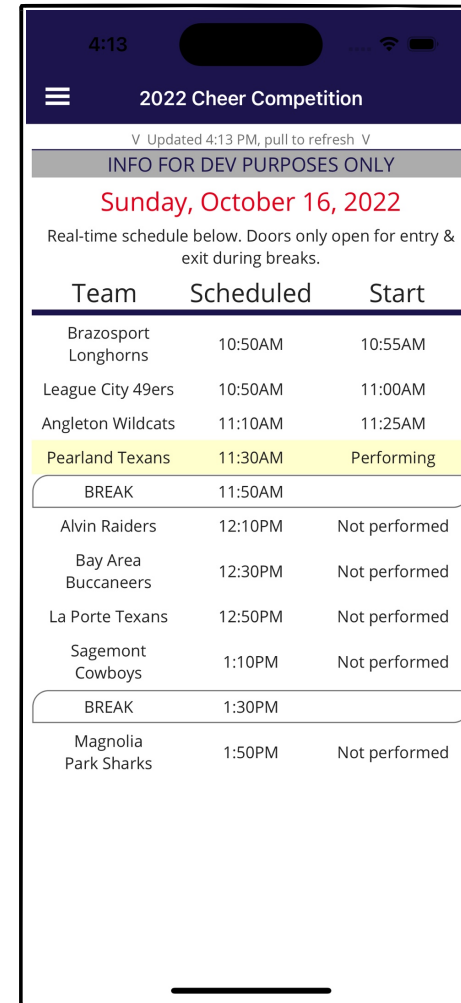 4:13
2022 Cheer Competition
V Updated 4:13 PM, pull to refresh V
INFO FOR DEV PURPOSES ONLY
Sunday, October 16, 2022
Real-time schedule below. Doors only open for entry &
exit during breaks.
Team Scheduled Start
Brazosport
Longhorns 10:50AM 10:55AM
League City 49ers 10:50AM 11:00AM
Angleton Wildcats 11:10AM 11:25AM
Pearland Texans 11:30AM Performing
BREAK 11:50AM
Alvin Raiders 12:10PM Not performed
Bay Area
Buccaneers 12:30PM Not performed
La Porte Texans 12:50PM Not performed
Sagemont
Cowboys 1:10PM Not performed
BREAK 1:30PM
Magnolia
Park Sharks 1:50PM Not performed